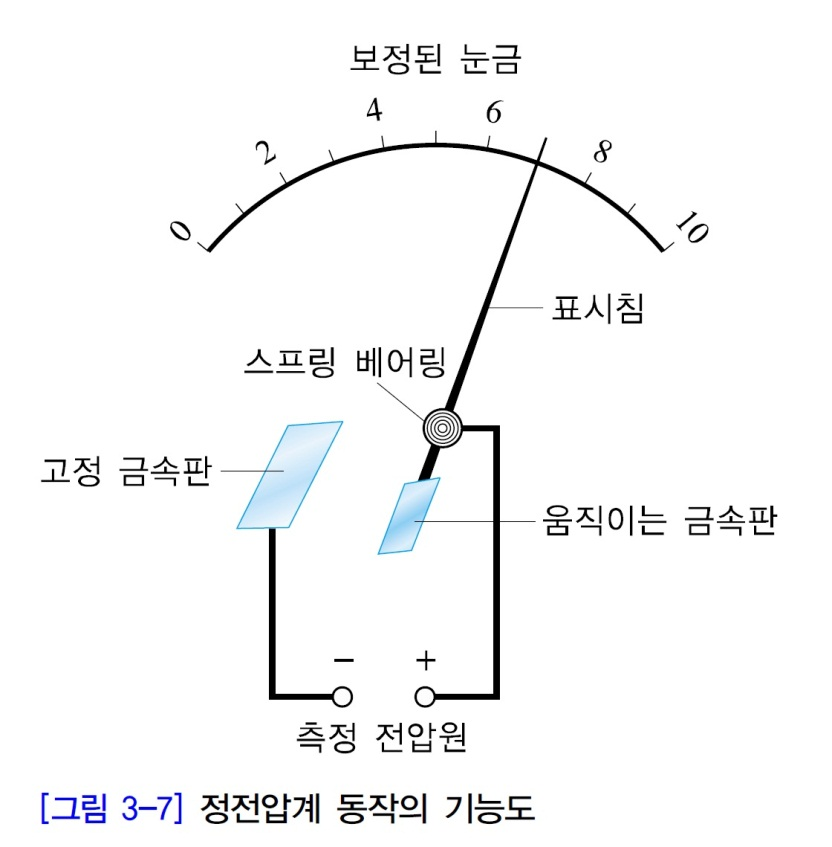 보정된 눈금
0
2
4
6
8
10
표시침
스프링 베어링
고정 금속판
움직이는 금속판
− +
측정 전압원
[그림 3-7] 정전압계 동작의 기능도